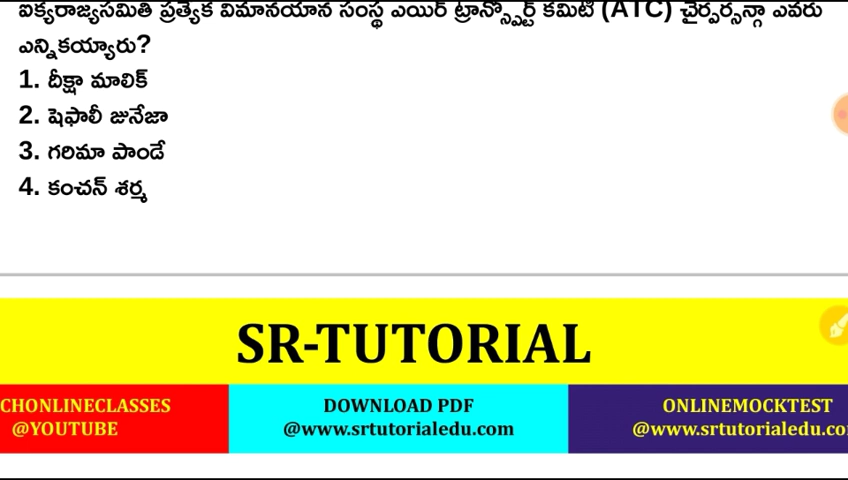 ఐక్యరాజ్యసమితి ప్రత్యేక విమానయాన సంస్థ ఎయిర్ ట్రాన్స్పోర్ట్ కమిటీ (ATC) చైర్పర్సన్గా ఎవరు
ఎన్నికయ్యారు?
1. దీక్షా మాలిక్
2. షెఫాలీ జునేజా
3. గరిమా పాండే
4. కంచన్ శర్మ
SR-TUTORIAL
CHONLINECLASSES
@YOUTUBE
DOWNLOAD PDF
@www.srtutorialedu.com
ONLINEMOCKTEST
@www.srtutorialedu.co